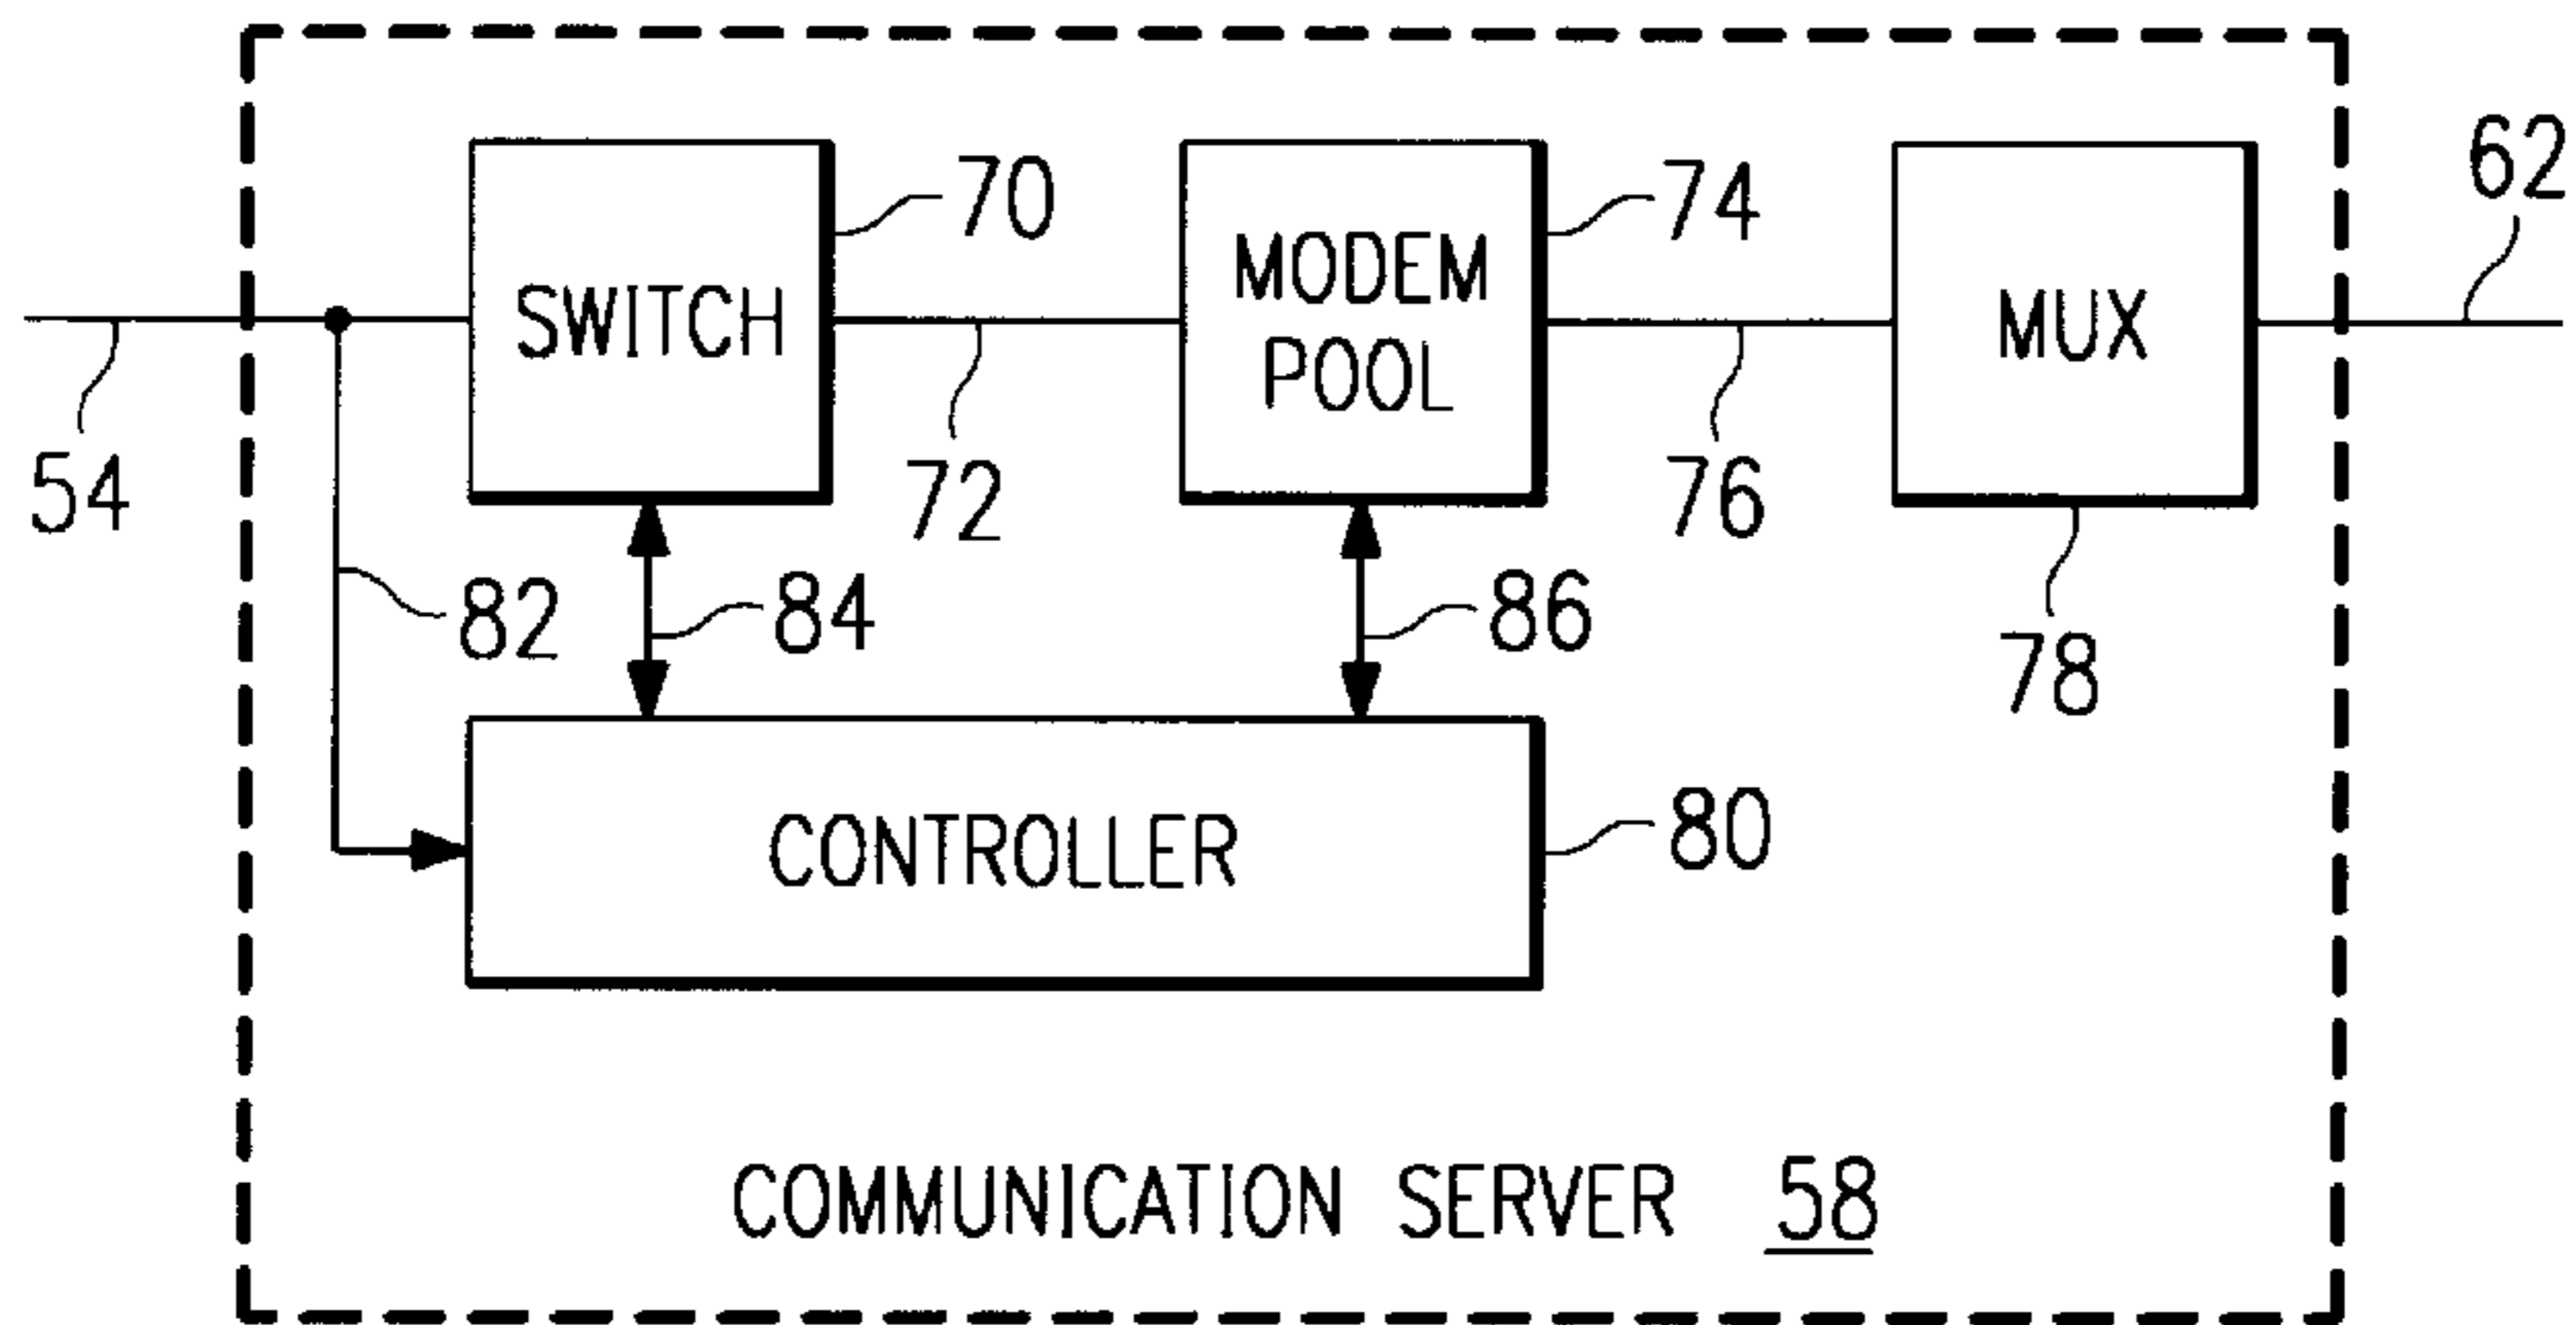 62
70
74
SWITCH
MODEM
POOL
MUX
54
72
76
82
84
86
78
CONTROLLER
80
COMMUNICATION SERVER 58